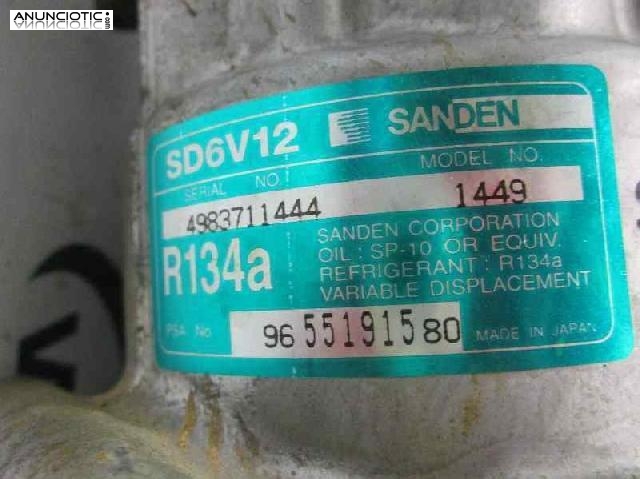 ANUNCIOTIC.com
SD6V12 SANDEN
SERIAL NO. MODEL NO.
4983711444 1449
R134a
SANDEN CORPORATION
OIL : SP-10 OR EQUIV.
REFRIGERANT : R134a
VARIABLE DISPLACEMENT
PSA No 96 551915 80 MADE IN JAPAN